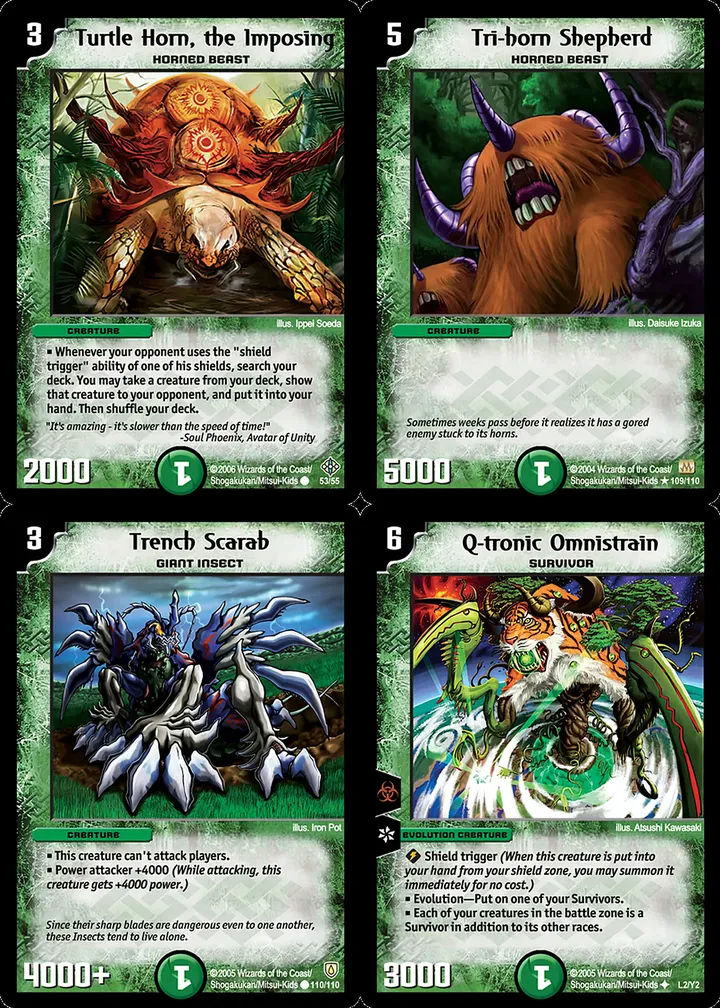 3 Turtle Horn, the Imposing
HORNED BEAST
CREATURE
illus. Ippei Soeda
▪ Whenever your opponent uses the "shield
trigger" ability of one of his shields, search your
deck. You may take a creature from your deck, show
that creature to your opponent, and put it into your
hand. Then shuffle your deck.
"It's amazing - it's slower than the speed of time!"
-Soul Phoenix, Avatar of Unity
2000
1
©2006 Wizards of the Coast/
Shogakukan/Mitsui-Kids ● 53/55
5 Tri-horn Shepherd
HORNED BEAST
CREATURE
illus. Daisuke Izuka
Sometimes weeks pass before it realizes it has a gored
enemy stuck to its horns.
5000
1
©2004 Wizards of the Coast/
Shogakukan/Mitsui-Kids ★ 109/110
3 Trench Scarab
GIANT INSECT
CREATURE
illus. Iron Pot
▪ This creature can't attack players.
▪ Power attacker +4000 (While attacking, this
creature gets +4000 power.)
Since their sharp blades are dangerous even to one another,
these Insects tend to live alone.
4000+
1
©2005 Wizards of the Coast/
Shogakukan/Mitsui-Kids ● 110/110
6 Q-tronic Omnistrain
SURVIVOR
EVOLUTION CREATURE
illus. Atsushi Kawasaki
Shield trigger (When this creature is put into
your hand from your shield zone, you may summon it
immediately for no cost.)
▪ Evolution—Put on one of your Survivors.
▪ Each of your creatures in the battle zone is a
Survivor in addition to its other races.
3000
1
©2005 Wizards of the Coast/
Shogakukan/Mitsui-Kids ✦ L2/Y2